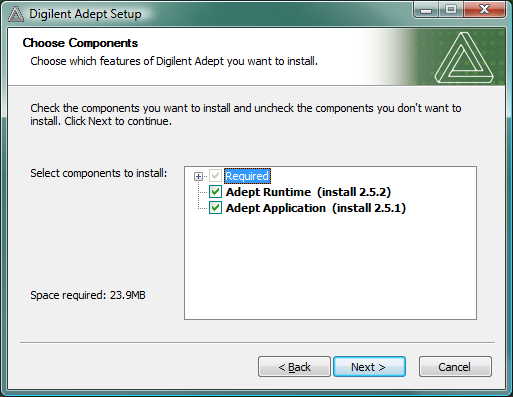 Digilent Adept Setup
Choose Components
Choose which features of Digilent Adept you want to install.
Check the components you want to install and uncheck the components you don't want to
install. Click Next to continue.
Select components to install:
Required
Adept Runtime (install 2.5.2)
Adept Application (install 2.5.1)
Space required: 23.9MB
< Back
Next >
Cancel